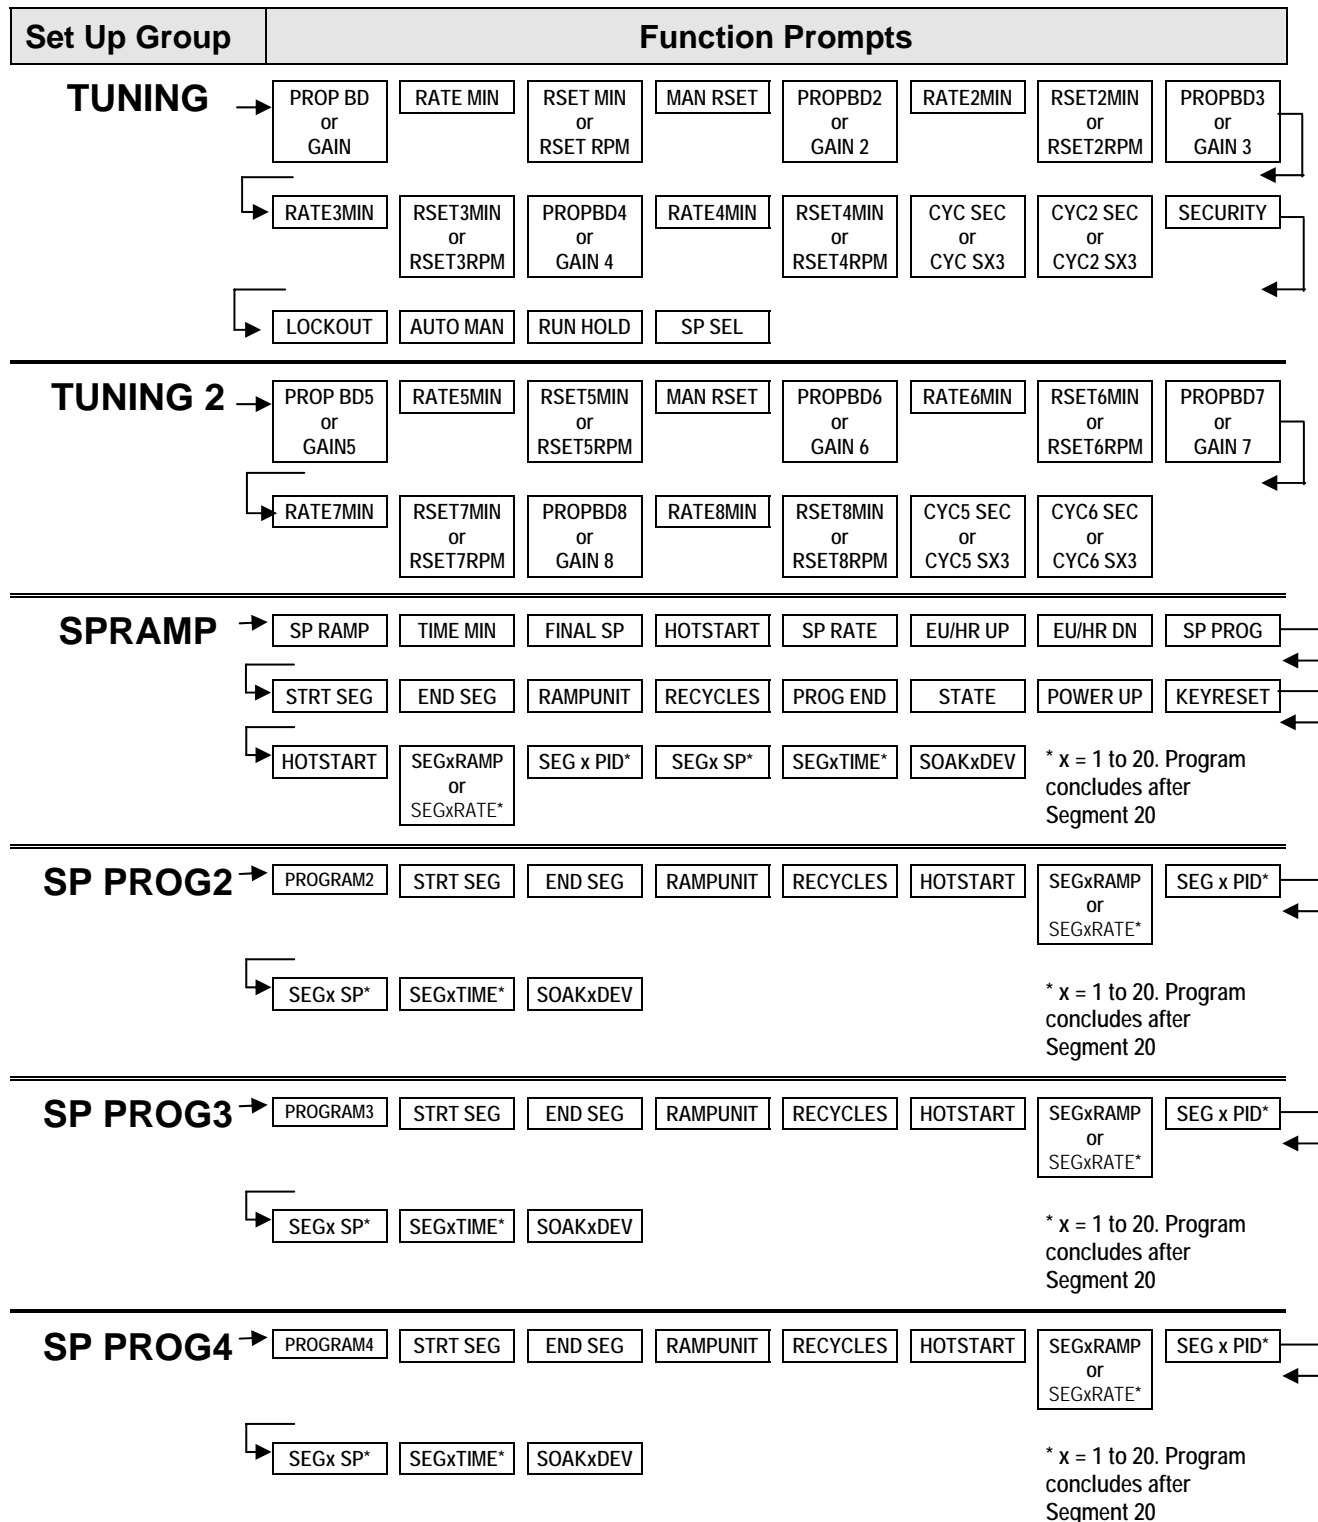 Set Up Group
Function Prompts
TUNING
PROP BD
or
GAIN
RATE MIN
RSET MIN
or
RSET RPM
MAN RSET
PROPBD2
or
GAIN 2
RATE2MIN
RSET2MIN
or
RSET2RPM
PROPBD3
or
GAIN 3
RATE3MIN
RSET3MIN
or
RSET3RPM
PROPBD4
or
GAIN 4
RATE4MIN
RSET4MIN
or
RSET4RPM
CYC SEC
or
CYC SX3
CYC2 SEC
or
CYC2 SX3
SECURITY
LOCKOUT
AUTO MAN
RUN HOLD
SP SEL
TUNING 2
PROP BD5
or
GAIN5
RATE5MIN
RSET5MIN
or
RSET5RPM
MAN RSET
PROPBD6
or
GAIN 6
RATE6MIN
RSET6MIN
or
RSET6RPM
PROPBD7
or
GAIN 7
RATE7MIN
RSET7MIN
or
RSET7RPM
PROPBD8
or
GAIN 8
RATE8MIN
RSET8MIN
or
RSET8RPM
CYC5 SEC
or
CYC5 SX3
CYC6 SEC
or
CYC6 SX3
SPRAMP
SP RAMP
TIME MIN
FINAL SP
HOTSTART
SP RATE
EU/HR UP
EU/HR DN
SP PROG
STRT SEG
END SEG
RAMPUNIT
RECYCLES
PROG END
STATE
POWER UP
KEYRESET
HOTSTART
SEGxRAMP
or
SEGxRATE*
SEG x PID*
SEGx SP*
SEGxTIME*
SOAKxDEV
* x = 1 to 20. Program
concludes after
Segment 20
SP PROG2
PROGRAM2
STRT SEG
END SEG
RAMPUNIT
RECYCLES
HOTSTART
SEGxRAMP
or
SEGxRATE*
SEG x PID*
SEGx SP*
SEGxTIME*
SOAKxDEV
* x = 1 to 20. Program
concludes after
Segment 20
SP PROG3
PROGRAM3
STRT SEG
END SEG
RAMPUNIT
RECYCLES
HOTSTART
SEGxRAMP
or
SEGxRATE*
SEG x PID*
SEGx SP*
SEGxTIME*
SOAKxDEV
* x = 1 to 20. Program
concludes after
Segment 20
SP PROG4
PROGRAM4
STRT SEG
END SEG
RAMPUNIT
RECYCLES
HOTSTART
SEGxRAMP
or
SEGxRATE*
SEG x PID*
SEGx SP*
SEGxTIME*
SOAKxDEV
* x = 1 to 20. Program
concludes after
Segment 20